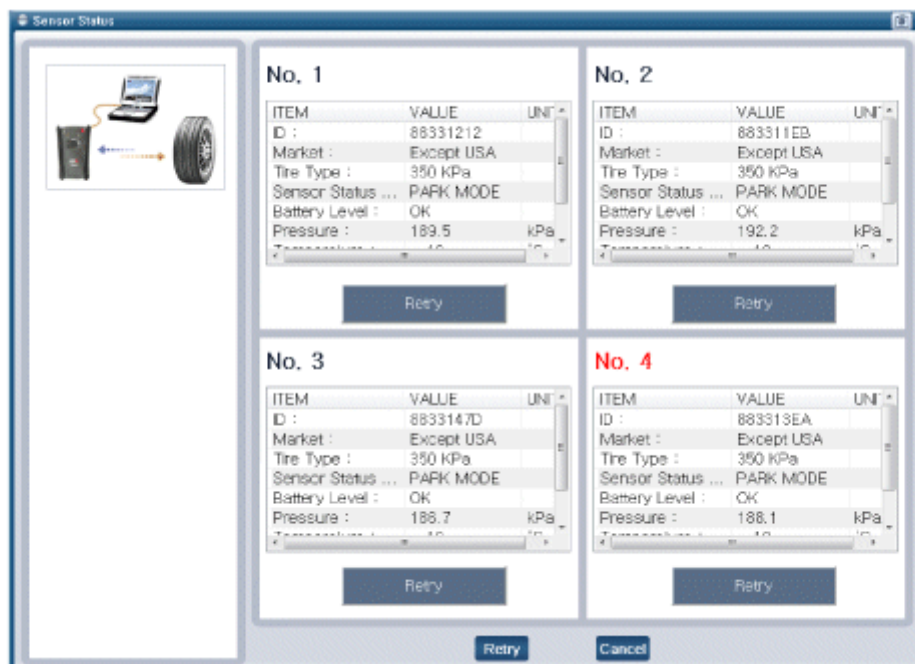 Sensor Status
No. 1
ITEM VALUE UNI
ID : 88331212
Market : Except USA
Tire Type : 350 KPa
Sensor Status ... PARK MODE
Battery Level : OK
Pressure : 189.5 kPa
Retry
No. 2
ITEM VALUE UNI
ID : 883311EB
Market : Except USA
Tire Type : 350 KPa
Sensor Status ... PARK MODE
Battery Level : OK
Pressure : 192.2 kPa
Retry
No. 3
ITEM VALUE UNI
ID : 8833147D
Market : Except USA
Tire Type : 350 KPa
Sensor Status ... PARK MODE
Battery Level : OK
Pressure : 186.7 kPa
Retry
No. 4
ITEM VALUE UNI
ID : 883313EA
Market : Except USA
Tire Type : 350 KPa
Sensor Status ... PARK MODE
Battery Level : OK
Pressure : 188.1 kPa
Retry
Retry Cancel